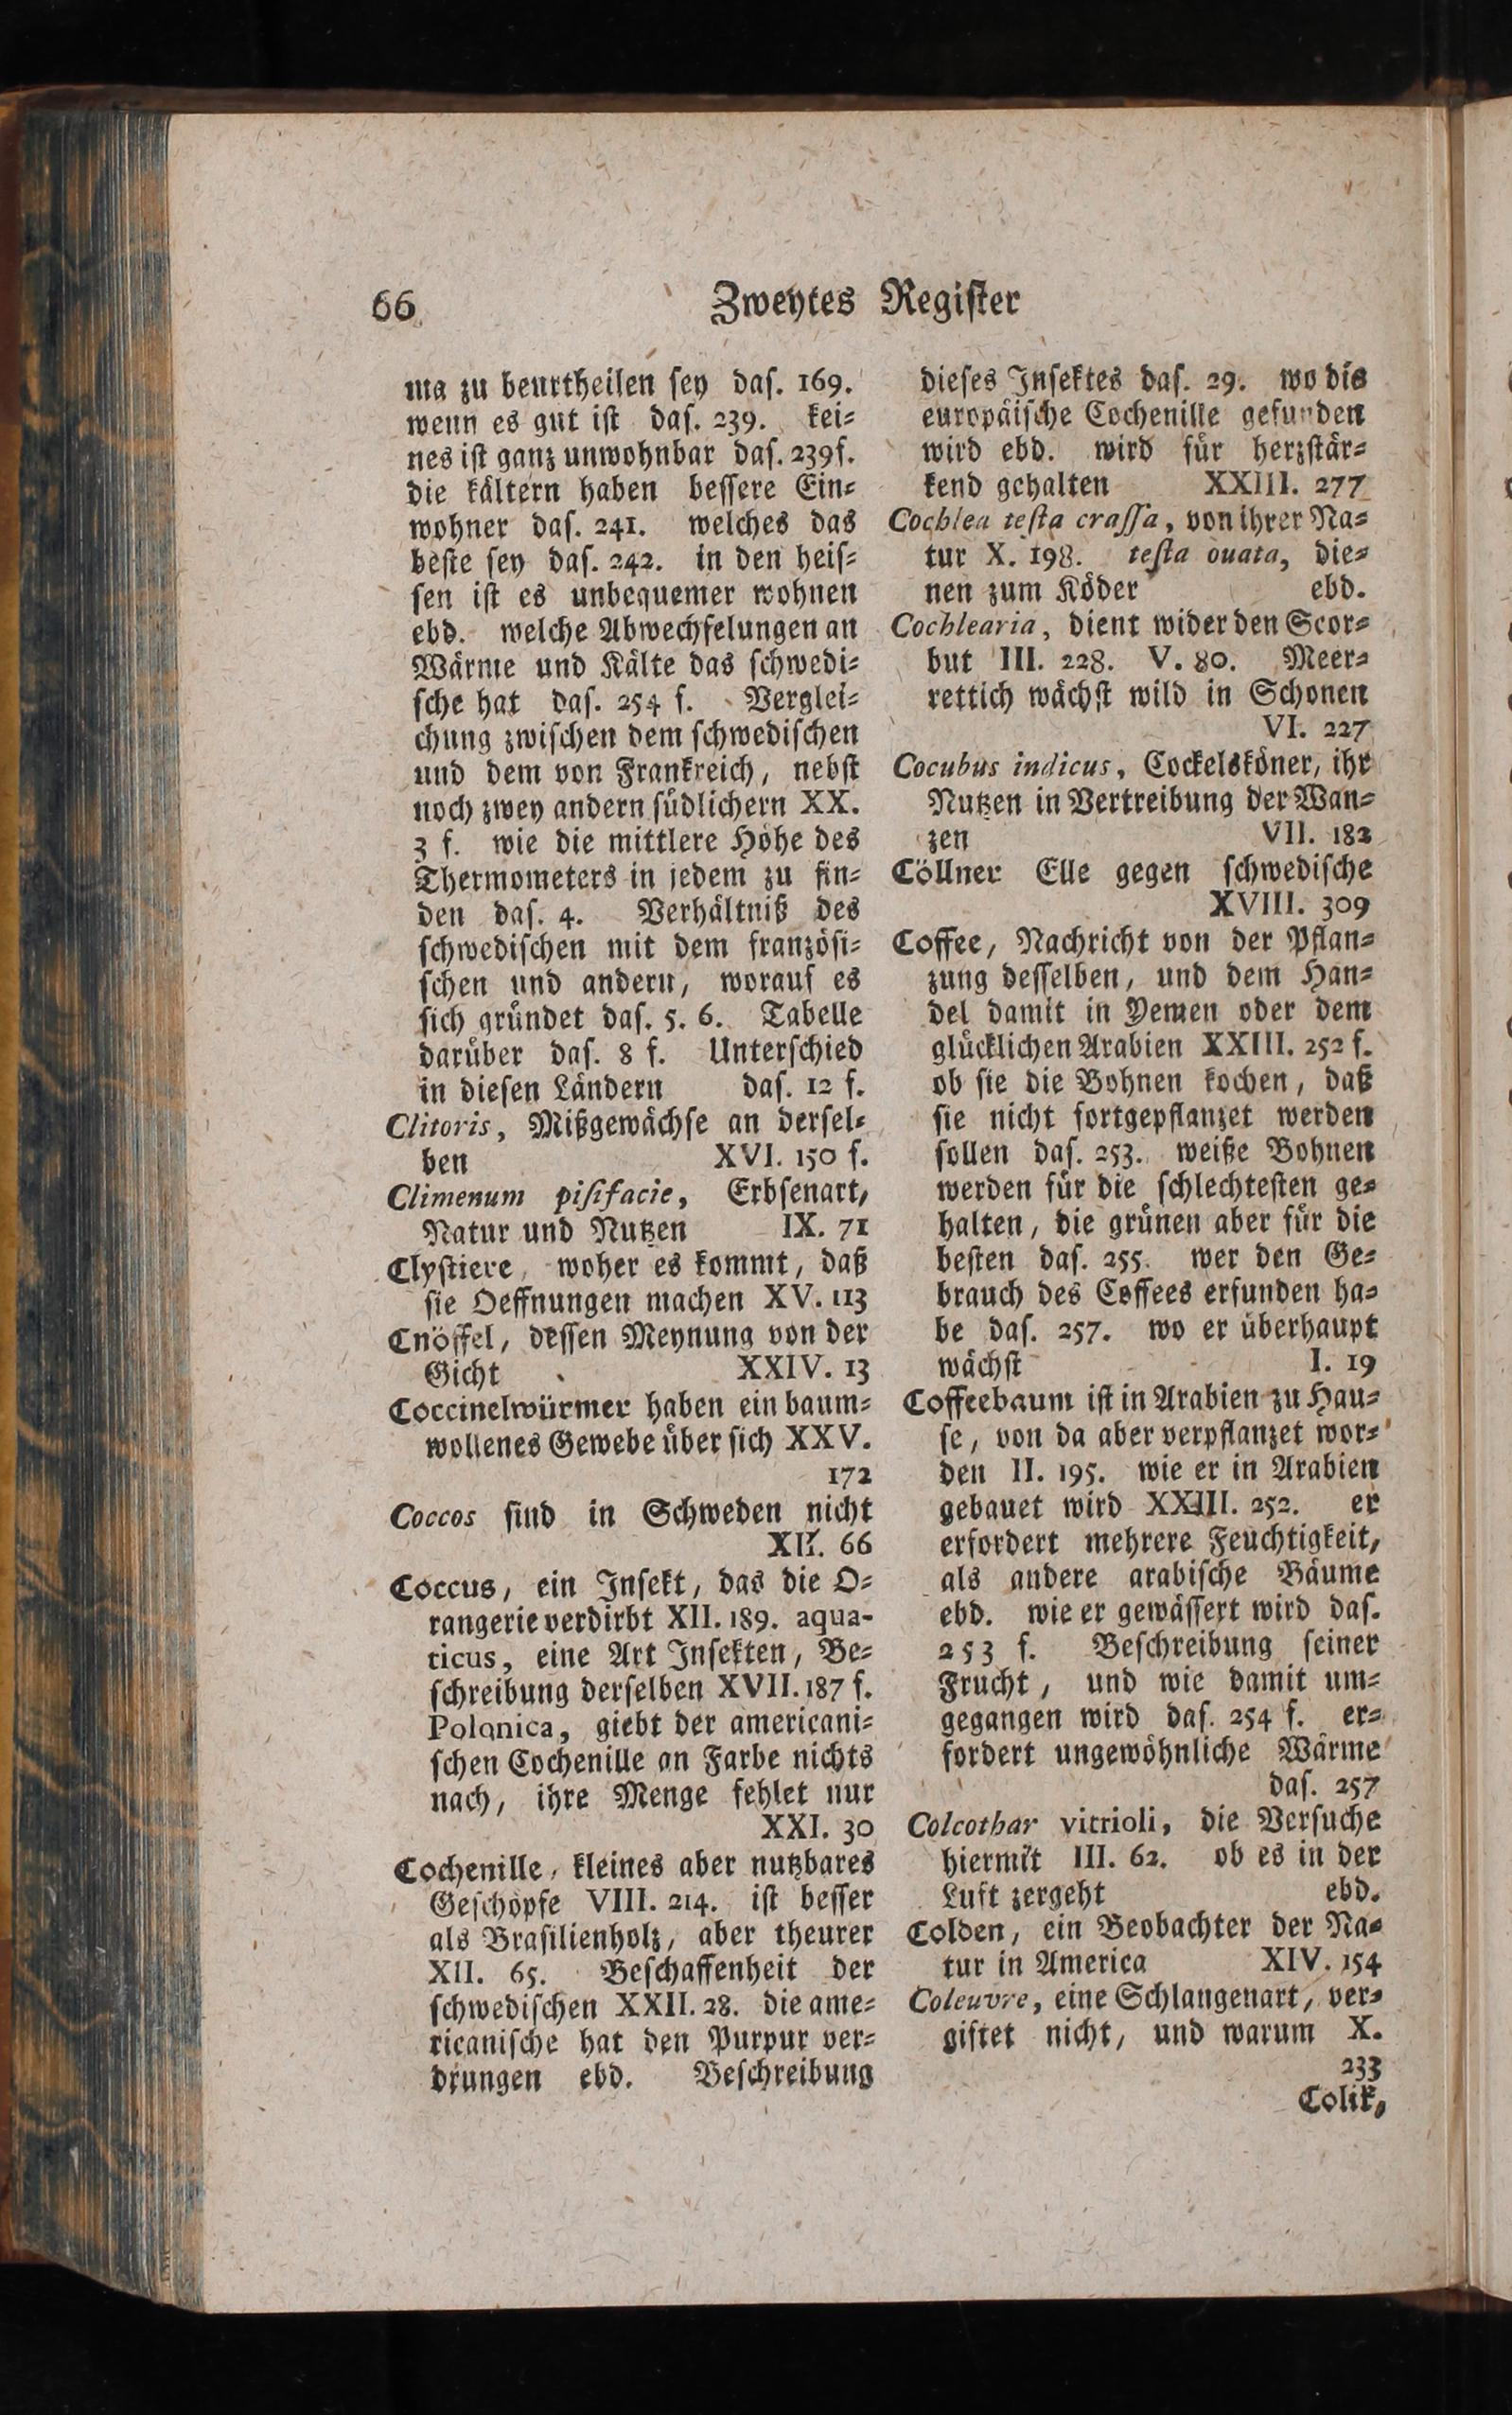 66 Zweytes Register
ma zu beurtheilen sey das. 169.
wenn es gut ist das. 239. kei-
nes ist ganz unwohnbar das. 239 f.
die kältern haben bessere Ein-
wohner das. 241. welches das
beste sey das. 242. in den heis-
sen ist es unbequemer wohnen
ebd. welche Abwechselungen an
Wärme und Kälte das schwedi-
sche hat das. 254 f. Verglei-
chung zwischen dem schwedischen
und dem von Frankreich, nebst
noch zwey andern südlichern XX.
3 f. wie die mittlere Höhe des
Thermometers in jedem zu fin-
den das. 4. Verhältniß des
schwedischen mit dem französi-
schen und andern, worauf es
sich gründet das. 5. 6. Tabelle
darüber das. 8 f. Unterschied
in diesen Ländern das. 12 f.
Clitoris, Mißgewächse an dersel-
ben XVI. 150 f.
Climenum pisifacie, Erbsenart,
Natur und Nutzen IX. 71
Clystiere, woher es kommt, daß
sie Oeffnungen machen XV. 113
Cnöffel, dessen Meynung von der
Gicht XXIV. 13
Coccinelwürmer haben ein baum-
wollenes Gewebe über sich XXV.
172
Coccos sind in Schweden nicht
XII. 66
Coccus, ein Insekt, das die O-
rangerie verdirbt XII. 189. aqua-
ticus, eine Art Insekten, Be-
schreibung derselben XVII. 187 f.
Polonica, giebt der americani-
schen Cochenille an Farbe nichts
nach, ihre Menge fehlet nur
XXI. 30
Cochenille, kleines aber nutzbares
Geschöpfe VIII. 214. ist besser
als Brasilienholz, aber theurer
XII. 65. Beschaffenheit der
schwedischen XXII. 28. die ame-
ricanische hat den Purpur ver-
drungen ebd. Beschreibung
dieses Insektes das. 29. wo die
europäische Cochenille gefunden
wird ebd. wird für herzstär-
kend gehalten XXIII. 277
Cochlea testa crassa, von ihrer Na-
tur X. 198. testa ouata, die-
nen zum Köder ebd.
Cochlearia, dient wider den Scor-
but III. 228. V. 80. Meer-
rettich wächst wild in Schonen
VI. 227
Cocubus indicus, Cockelsköner, ihr
Nutzen in Vertreibung der Wan-
zen VII. 182
Cöllner Elle gegen schwedische
XVIII. 309
Coffee, Nachricht von der Pflan-
zung desselben, und dem Han-
del damit in Yemen oder dem
glücklichen Arabien XXIII. 252 f.
ob sie die Bohnen kochen, daß
sie nicht fortgepflanzet werden
sollen das. 253. weiße Bohnen
werden für die schlechtesten ge-
halten, die grünen aber für die
besten das. 255. wer den Ge-
brauch des Coffees erfunden ha-
be das. 257. wo er überhaupt
wächst I. 19
Coffeebaum ist in Arabien zu Hau-
se, von da aber verpflanzet wor-
den II. 195. wie er in Arabien
gebauet wird XXIII. 252. er
erfordert mehrere Feuchtigkeit,
als andere arabische Bäume
ebd. wie er gewässert wird das.
253 f. Beschreibung seiner
Frucht, und wie damit um-
gegangen wird das. 254 f. er-
fordert ungewöhnliche Wärme
das. 257
Colcothar vitrioli, die Versuche
hiermit III. 62. ob es in der
Luft zergeht ebd.
Colden, ein Beobachter der Na-
tur in America XIV. 154
Coleuvre, eine Schlangenart, ver-
giftet nicht, und warum X.
233
Colik,